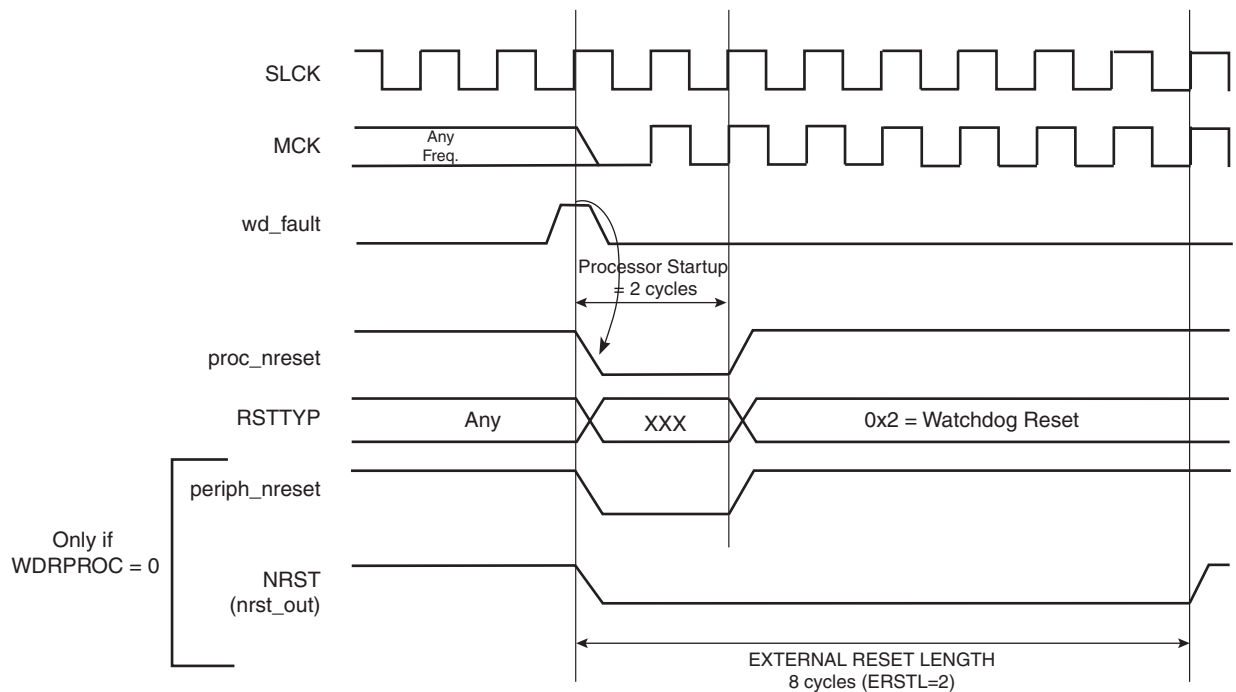 SLCK
MCK
Any
Freq.
wd_fault
Processor Startup
= 2 cycles
proc_nreset
RSTTYP
Any
XXX
0x2 = Watchdog Reset
periph_nreset
Only if
WDRPROC = 0
NRST
(nrst_out)
EXTERNAL RESET LENGTH
8 cycles (ERSTL=2)